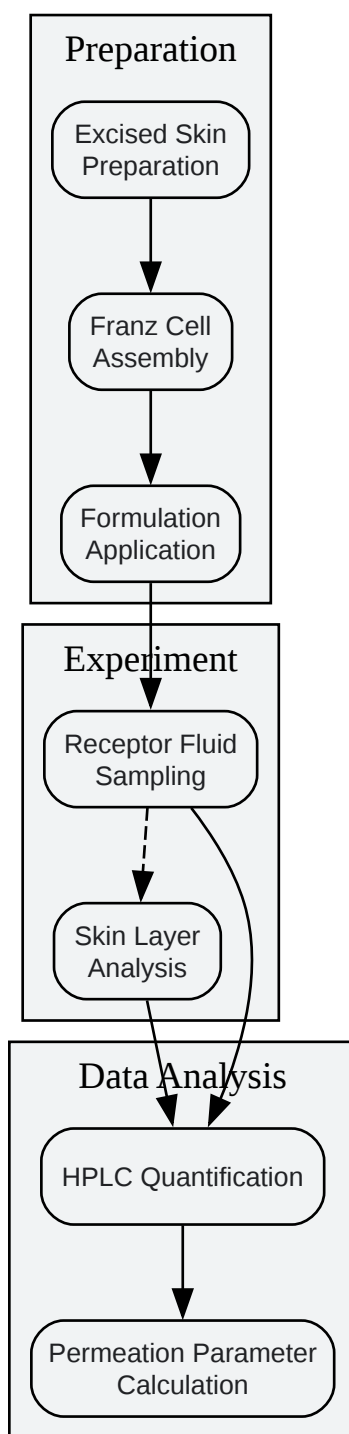 Preparation
Excised Skin
Preparation
Franz Cell
Assembly
Formulation
Application
Experiment
Receptor Fluid
Sampling
Skin Layer
Analysis
Data Analysis
HPLC Quantification
Permeation Parameter
Calculation